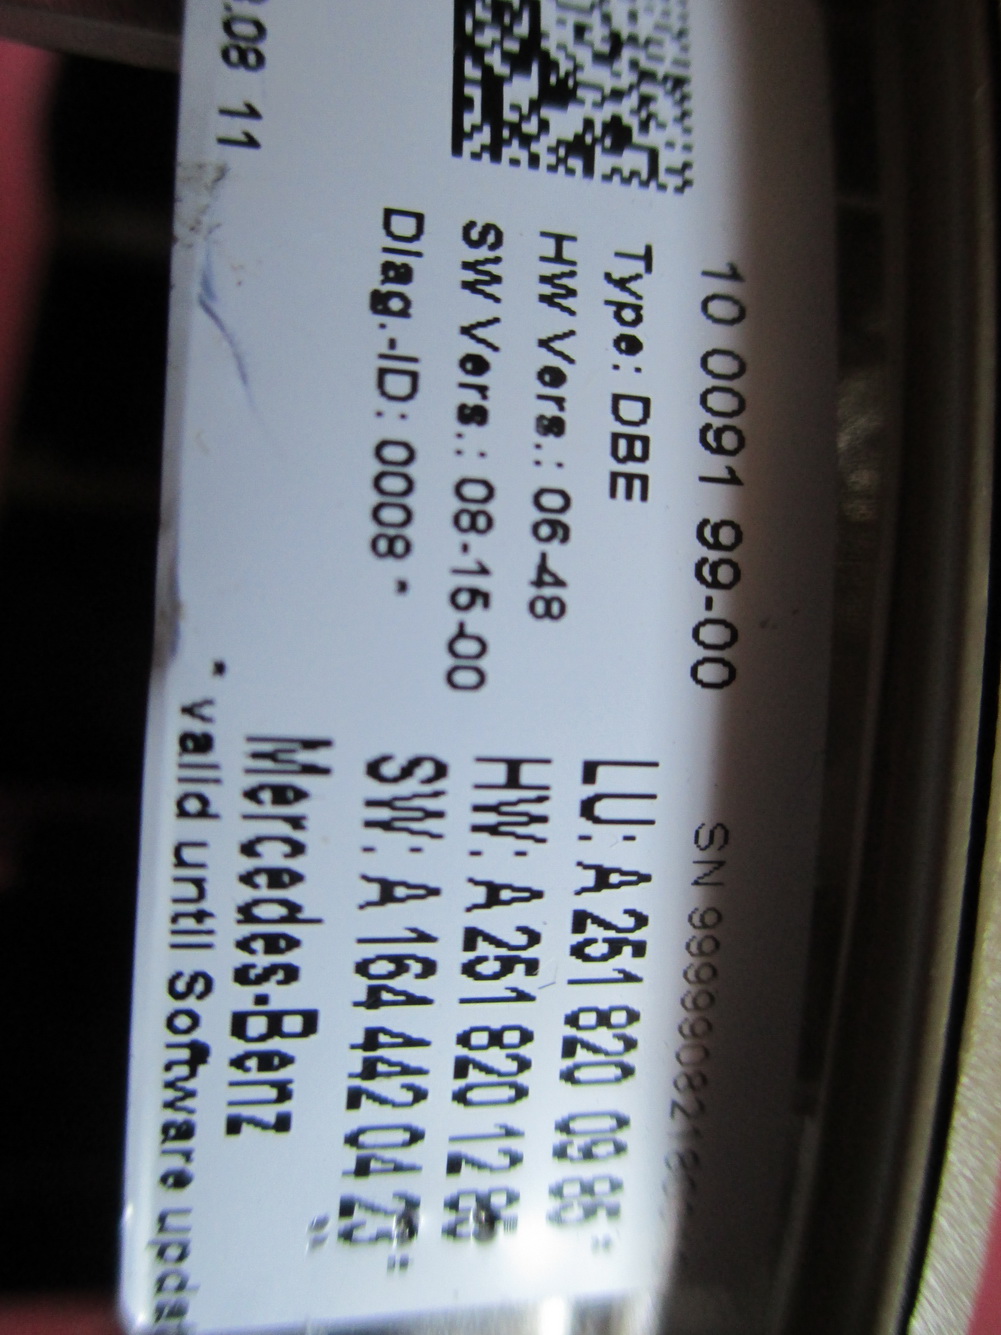 10 0091 99-00
Type: DBE
HW Vers.: 06-48
SW Vers.: 08-15-00
Diag.-ID: 0008 *
08 11
LU: A 251 820 09 85
HW: A 251 820 12 85
SW: A 164 442 04 23
Mercedes-Benz
* valid until Software
SN